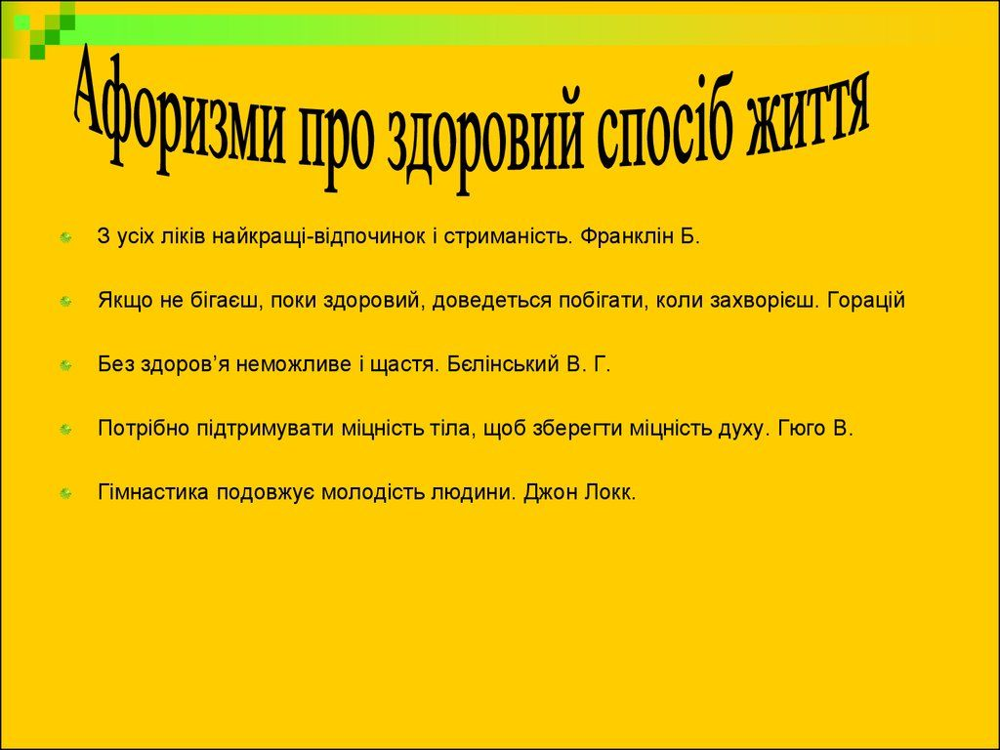 Афоризми про здоровий спосіб життя
З усіх ліків найкращі-відпочинок і стриманість. Франклін Б.
Якщо не бігаєш, поки здоровий, доведеться побігати, коли захворієш. Горацій
Без здоров’я неможливе і щастя. Бєлінський В. Г.
Потрібно підтримувати міцність тіла, щоб зберегти міцність духу. Гюго В.
Гімнастика подовжує молодість людини. Джон Локк.